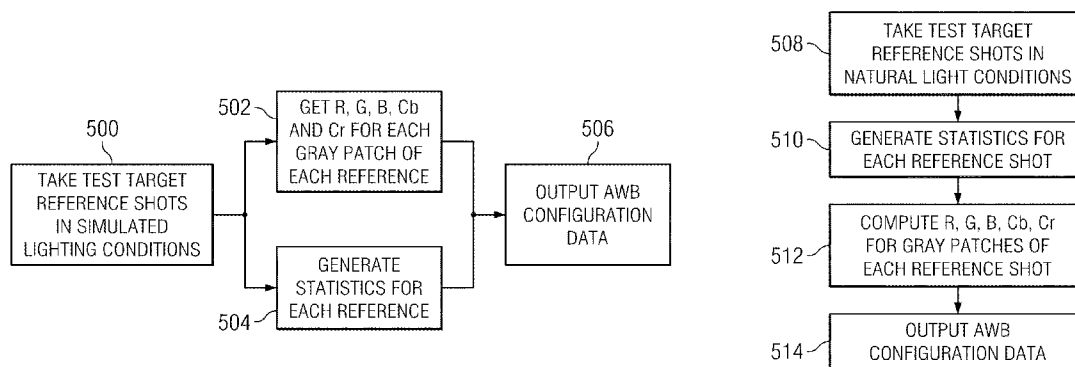 500
TAKE TEST TARGET
REFERENCE SHOTS
IN SIMULATED
LIGHTING CONDITIONS
502
GET R, G, B, Cb
AND Cr FOR EACH
GRAY PATCH OF
EACH REFERENCE
504
GENERATE
STATISTICS FOR
EACH REFERENCE
506
OUTPUT AWB
CONFIGURATION
DATA
508
TAKE TEST TARGET
REFERENCE SHOTS IN
NATURAL LIGHT CONDITIONS
510
GENERATE STATISTICS FOR
EACH REFERENCE SHOT
512
COMPUTE R, G, B, Cb, Cr
FOR GRAY PATCHES OF
EACH REFERENCE SHOT
514
OUTPUT AWB
CONFIGURATION DATA